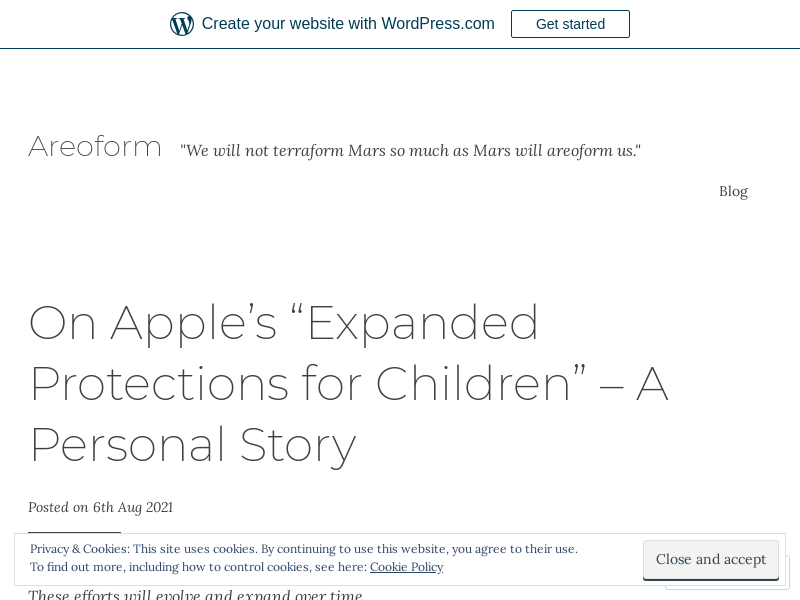 Create your website with WordPress.com
Get started
Areoform
"We will not terraform Mars so much as Mars will areoform us."
Blog
On Apple’s “Expanded
Protections for Children” – A
Personal Story
Posted on 6th Aug 2021
Privacy & Cookies: This site uses cookies. By continuing to use this website, you agree to their use.
To find out more, including how to control cookies, see here: Cookie Policy
Close and accept
These efforts will evolve and expand over time